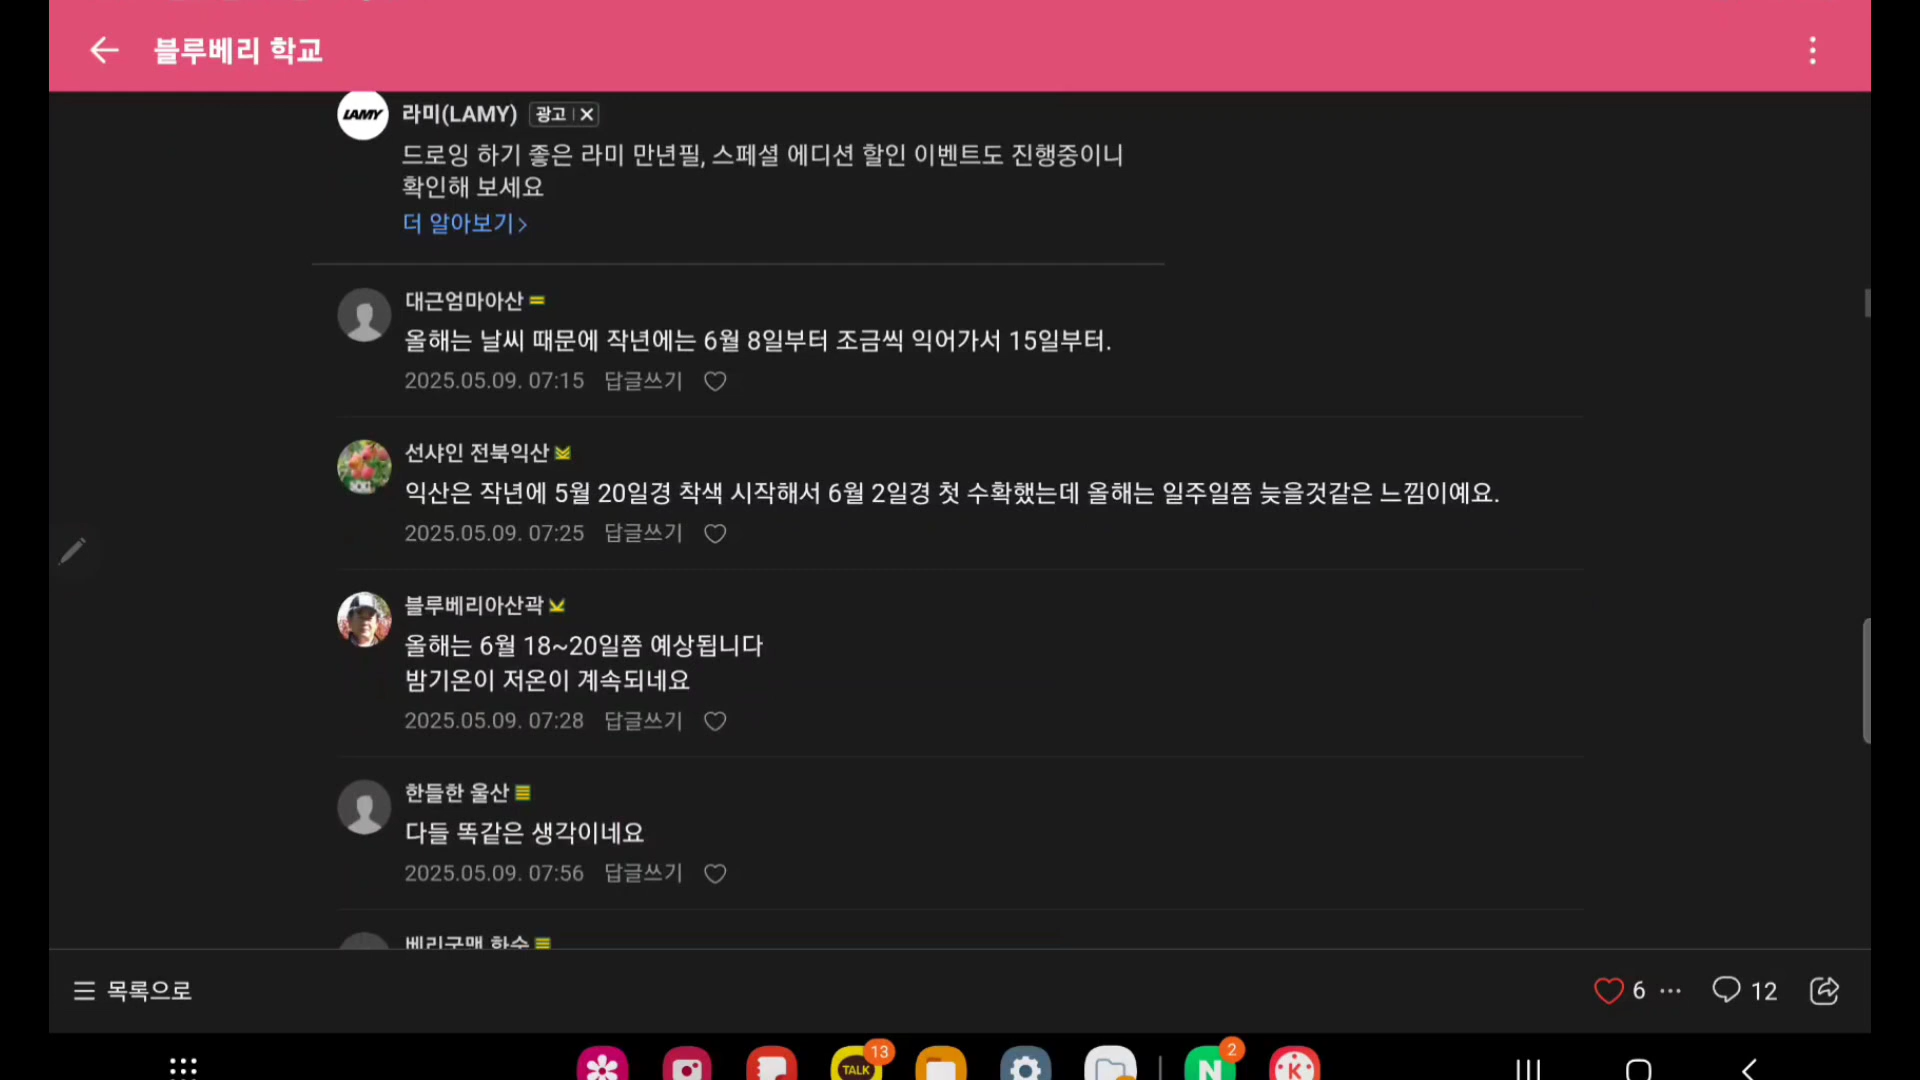 블루베리 학교
LAMY
라미(LAMY) 광고 X
드로잉 하기 좋은 라미 만년필, 스페셜 에디션 할인 이벤트도 진행중이니
확인해 보세요
더 알아보기>
대근엄마아산
올해는 날씨 때문에 작년에는 6월 8일부터 조금씩 익어가서 15일부터.
2025.05.09. 07:15 답글쓰기
선샤인 전북익산
익산은 작년에 5월 20일경 착색 시작해서 6월 2일경 첫 수확했는데 올해는 일주일쯤 늦을것같은 느낌이예요.
2025.05.09. 07:25 답글쓰기
블루베리아산곽
올해는 6월 18~20일쯤 예상됩니다
밤기온이 저온이 계속되네요
2025.05.09. 07:28 답글쓰기
한들한 울산
다들 똑같은 생각이네요
2025.05.09. 07:56 답글쓰기
목록으로
6 ... 12
TALK 13
N 2
K